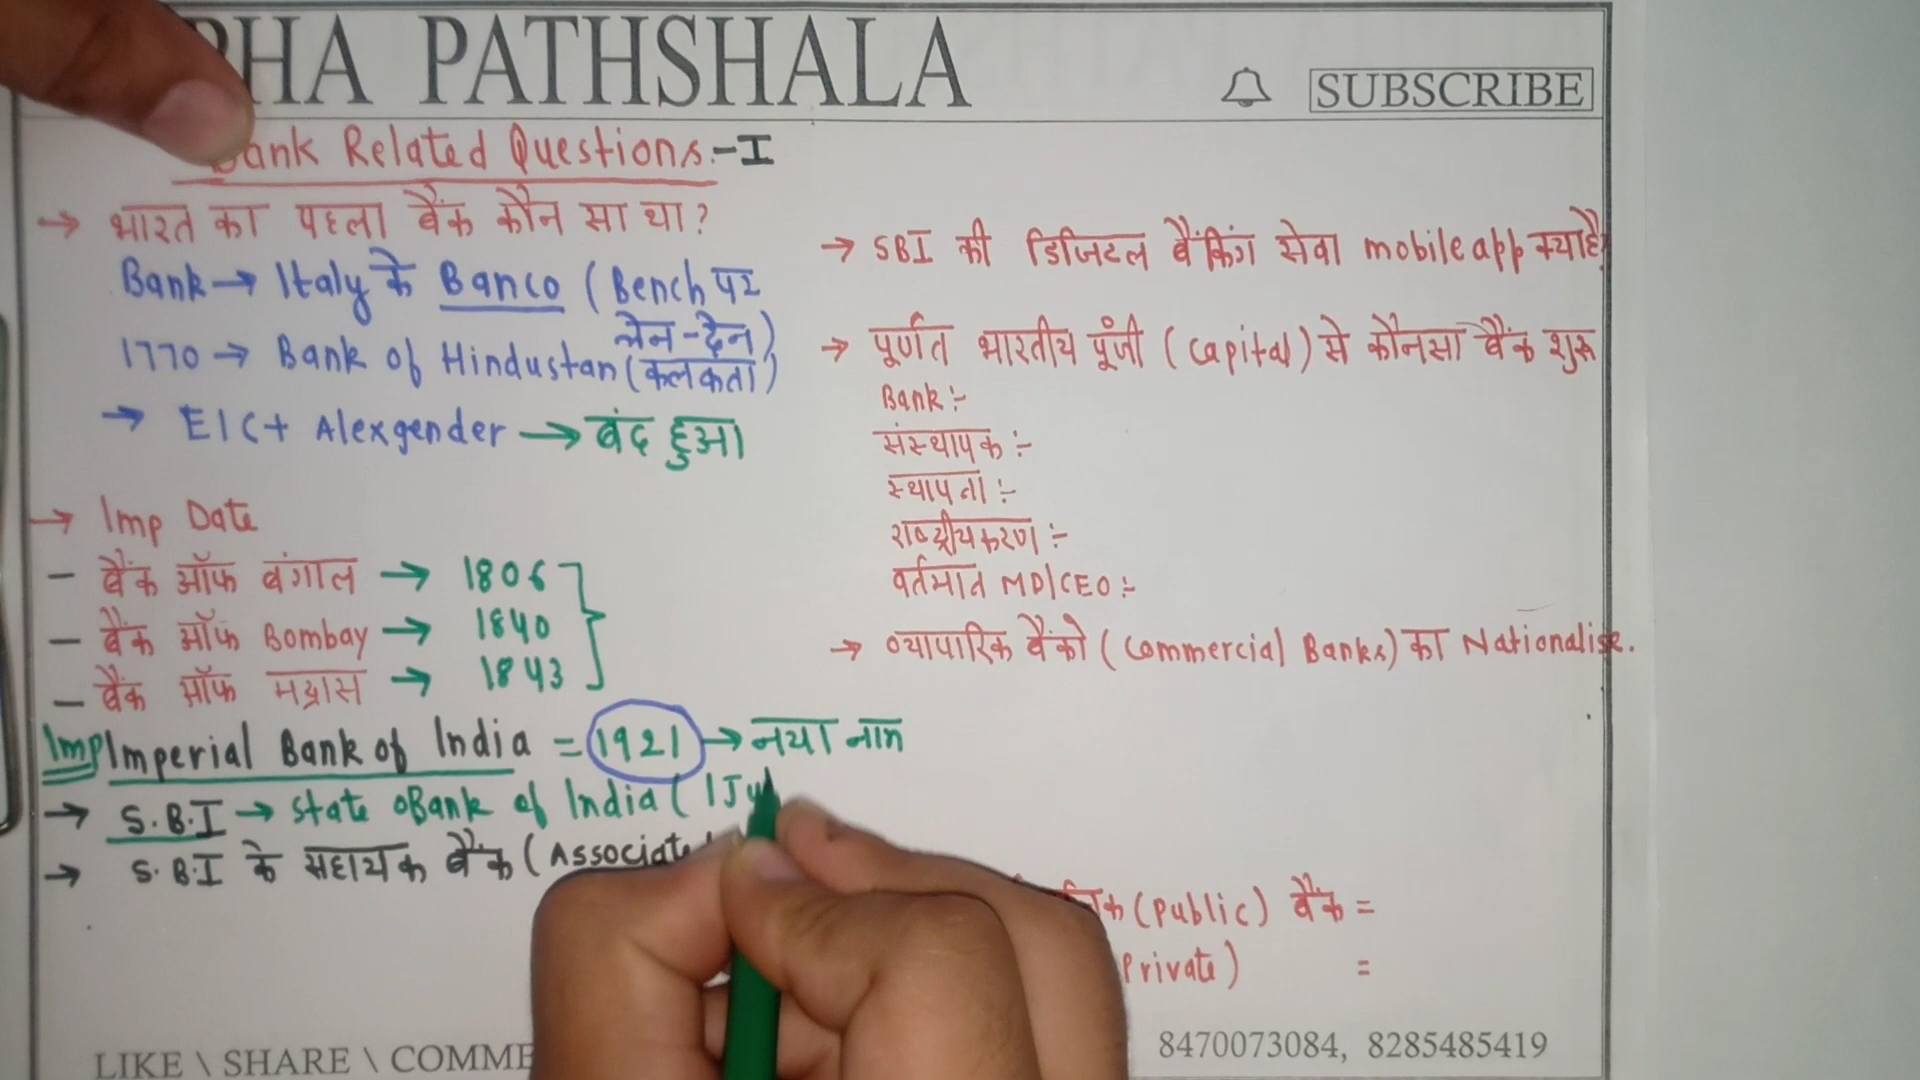 PATHSHALA
SUBSCRIBE
Bank Related Questions.-I
→ भारत का पहला बैंक कौन सा था?
Bank → Italy के Banco (Bench पर
लेन-देन)
1770 → Bank of Hindustan (कलकता)
→ EIC+ Alexgender → बंद हुआ
→ Imp Date
- बैंक ऑफ बंगाल → 1806
- बैंक ऑफ Bombay → 1840
- बैंक ऑफ मद्रास → 1843
Imp Imperial Bank of India = 1921 → नया नाम
→ S.B.I → State Bank of India ( 1 Ju
→ S.B.I के सहायक बैंक (Associate
→ SBI की डिजिटल बैंकिंग सेवा mobile app क्या है?
→ पूर्णत भारतीय पूंजी (Capital) से कौनसा बैंक शुरू
Bank :-
संस्थापक :-
स्थापना :-
राष्ट्रीयकरण :-
वर्तमान MD/CEO :-
→ व्यापारिक बैंको (Commercial Banks) का Nationalise.
(Public) बैंक =
Private) =
LIKE \ SHARE \ COMME
8470073084, 8285485419